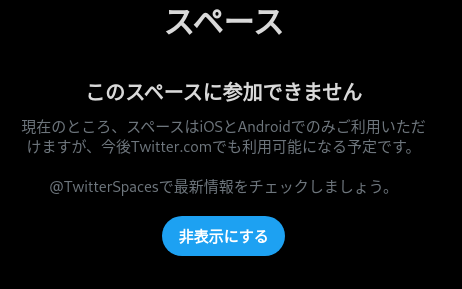 スペース
このスペースに参加できません
現在のところ、スペースはiOSとAndroidでのみご利用いただ
けますが、今後Twitter.comでも利用可能になる予定です。
@TwitterSpacesで最新情報をチェックしましょう。
非表示にする